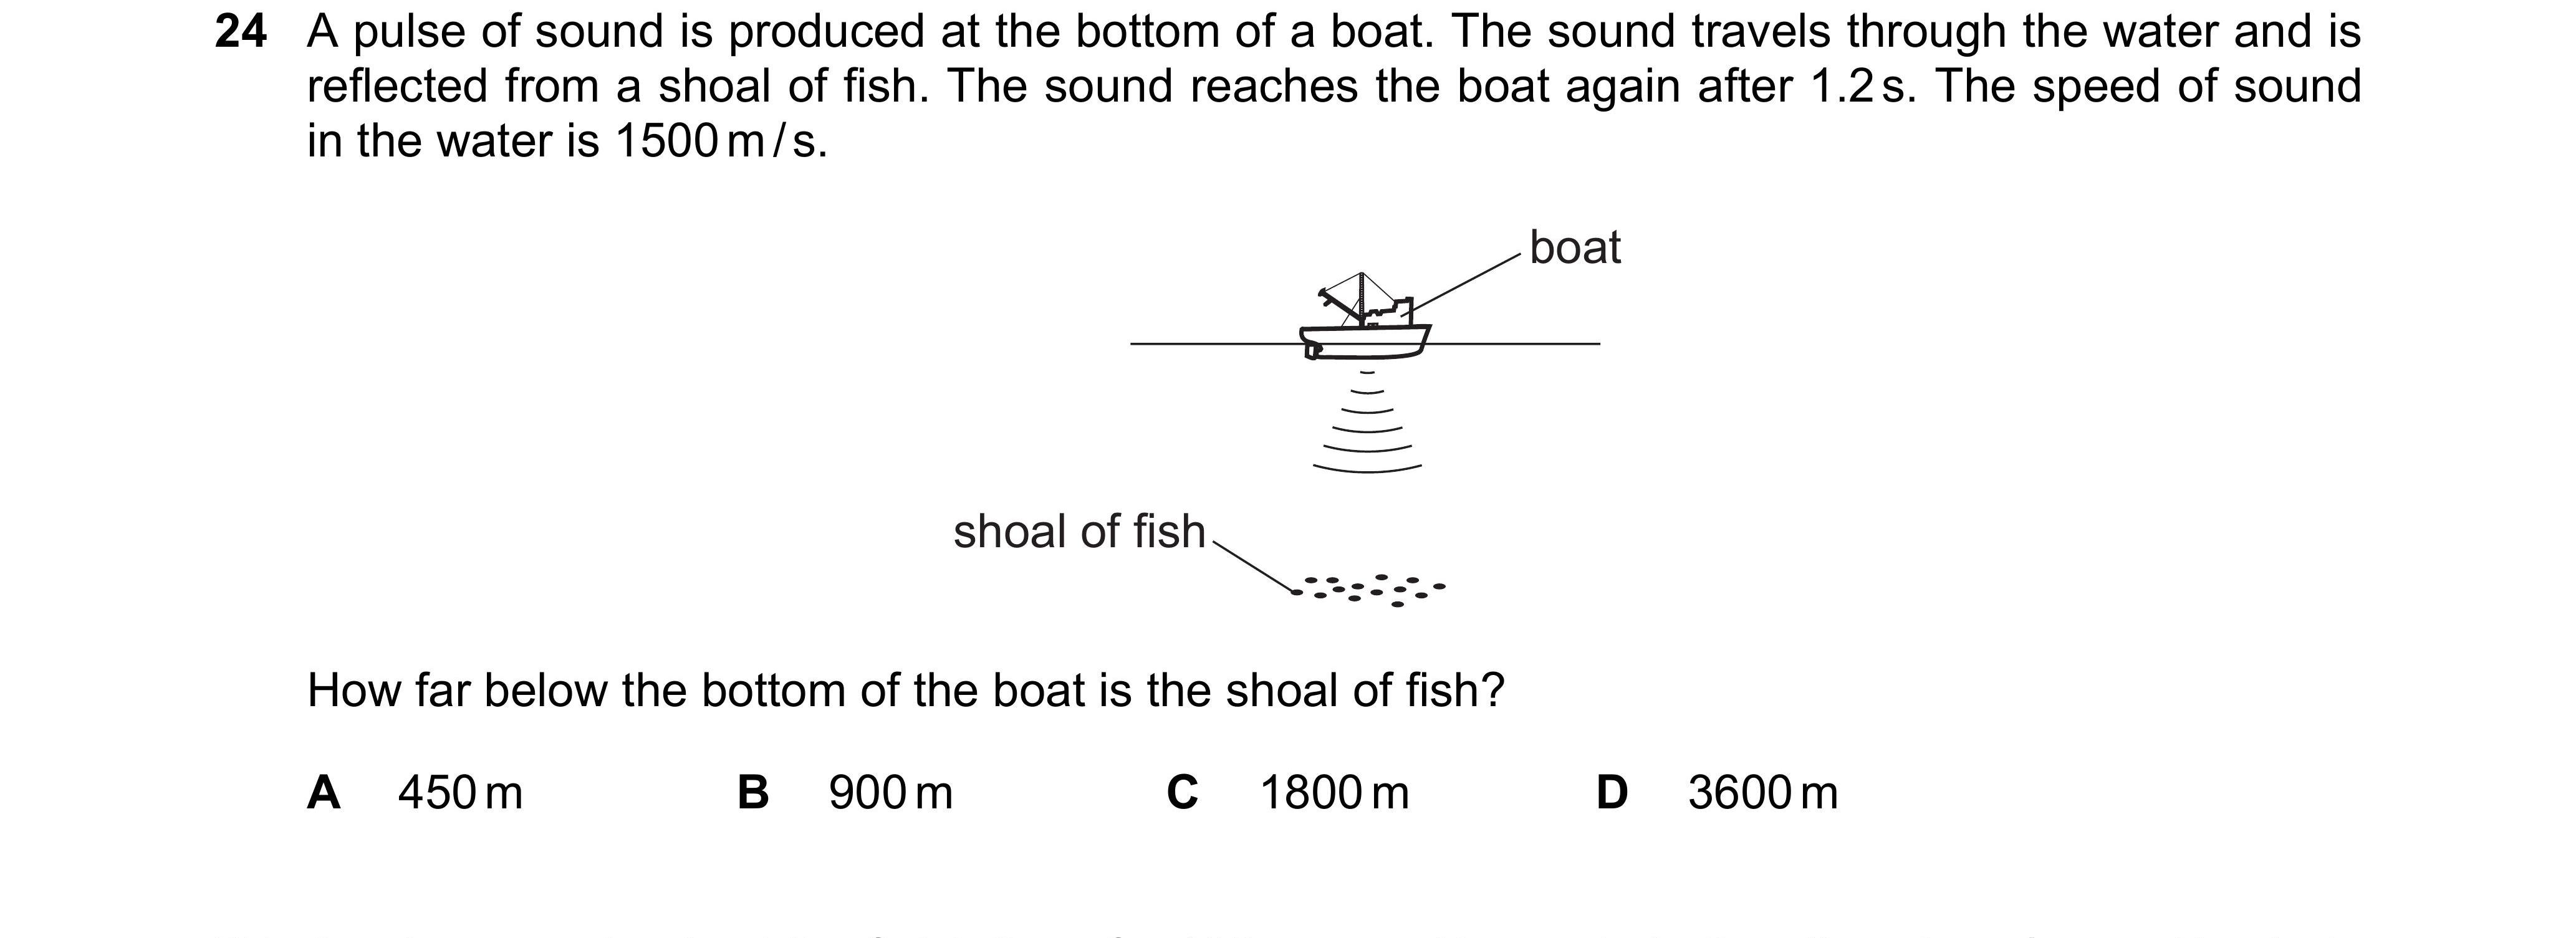 24 A pulse of sound is produced at the bottom of a boat. The sound travels through the water and is
reflected from a shoal of fish. The sound reaches the boat again after 1.2 s. The speed of sound
in the water is 1500 m / s.
boat
shoal of fish
How far below the bottom of the boat is the shoal of fish?
A 450 m B 900 m C 1800 m D 3600 m